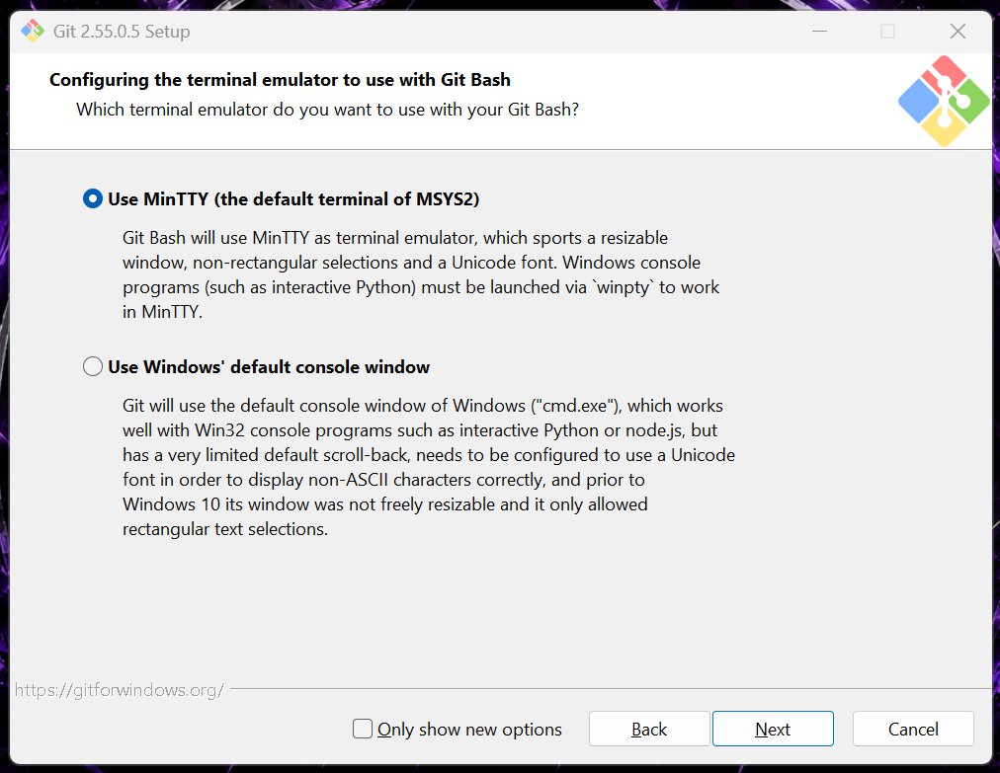 Git 2.55.0.5 Setup
Configuring the terminal emulator to use with Git Bash
Which terminal emulator do you want to use with your Git Bash?
Use MinTTY (the default terminal of MSYS2)
Git Bash will use MinTTY as terminal emulator, which sports a resizable
window, non-rectangular selections and a Unicode font. Windows console
programs (such as interactive Python) must be launched via `winpty` to work
in MinTTY.
Use Windows' default console window
Git will use the default console window of Windows ("cmd.exe"), which works
well with Win32 console programs such as interactive Python or node.js, but
has a very limited default scroll-back, needs to be configured to use a Unicode
font in order to display non-ASCII characters correctly, and prior to
Windows 10 its window was not freely resizable and it only allowed
rectangular text selections.
https://gitforwindows.org/
Only show new options
Back
Next
Cancel